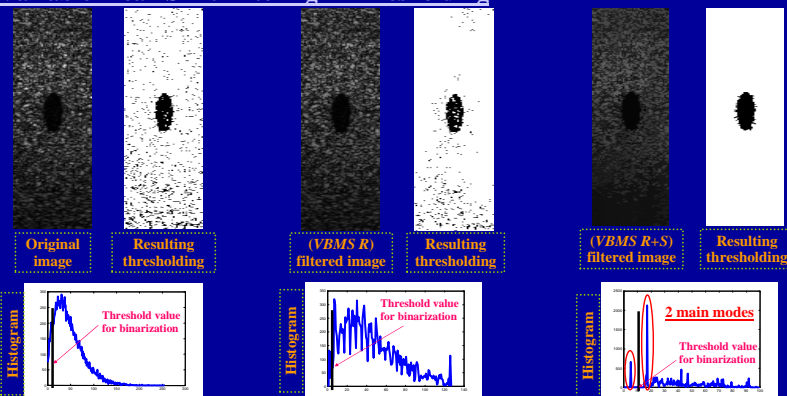 Original
image
Resulting
thresholding
(VBMS R)
filtered image
Resulting
thresholding
(VBMS R+S)
filtered image
Resulting
thresholding
Histogram
Threshold value
for binarization
Histogram
Threshold value
for binarization
Histogram
2 main modes
Threshold value
for binarization